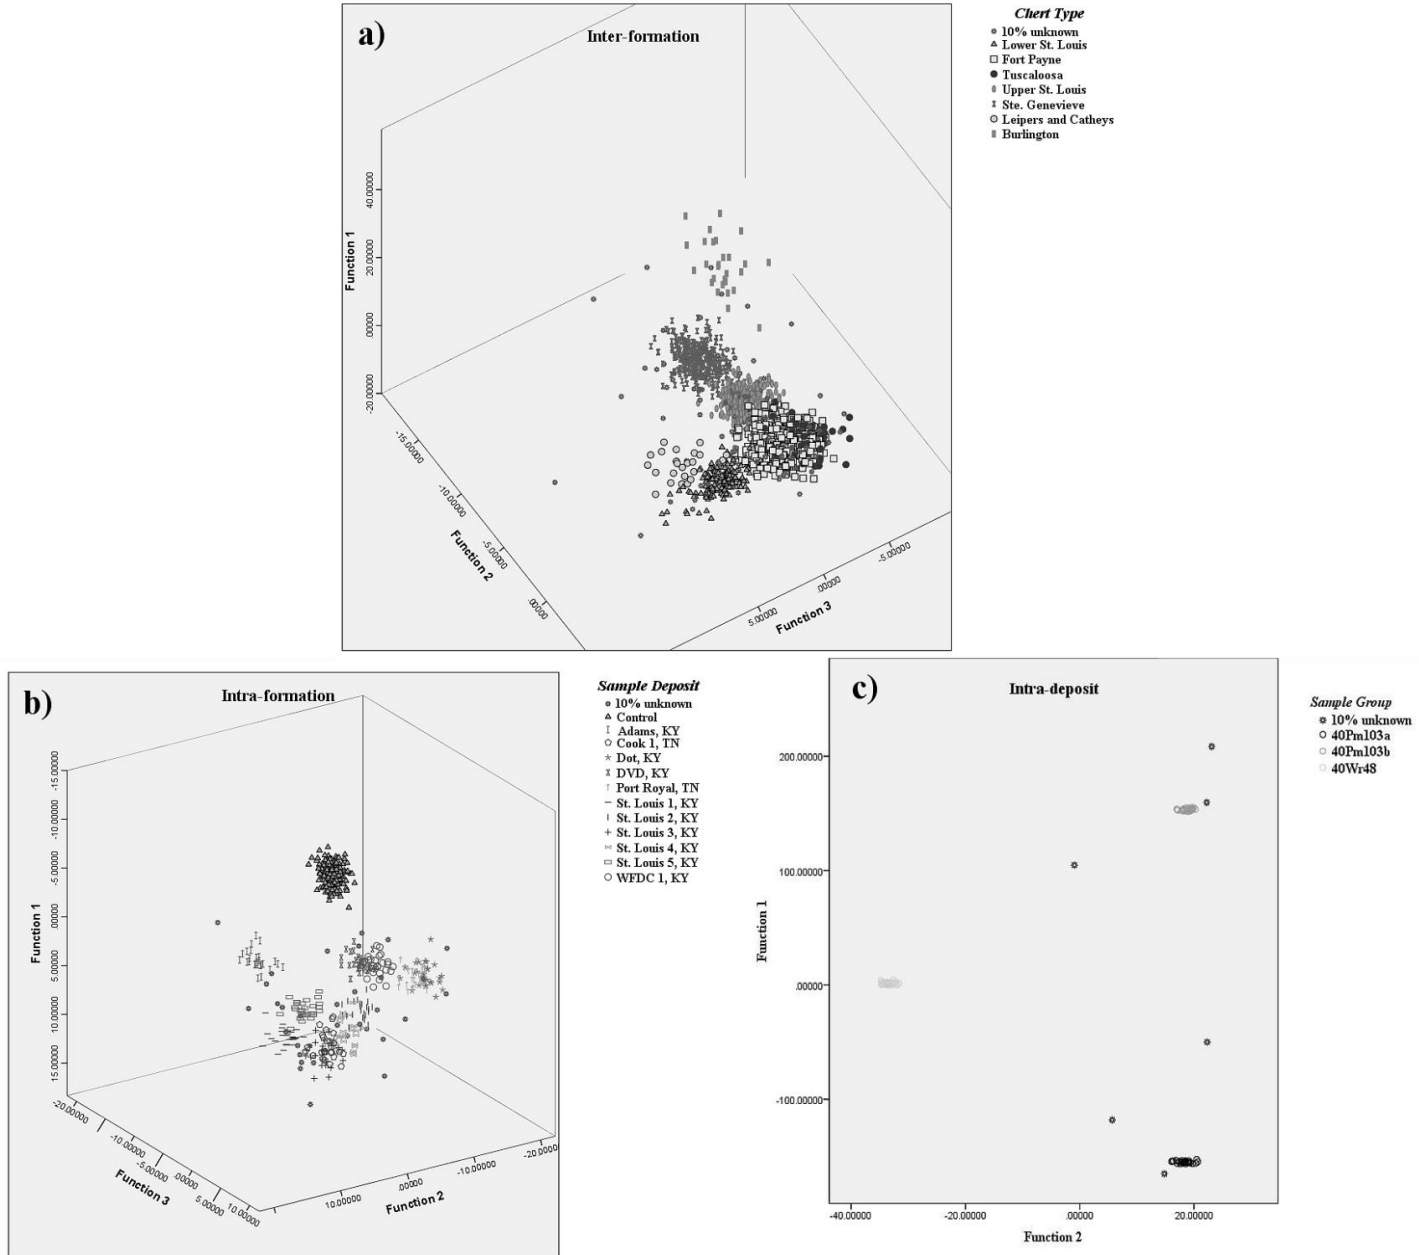 a)
Inter-formation
Chert Type
10% unknown
Lower St. Louis
Fort Payne
Tuscaloosa
Upper St. Louis
Ste. Genevieve
Leipers and Catheys
Burlington
Function 1
40.00000
20.00000
.00000
-20.00000
-15.00000
-10.00000
-5.00000
.00000
Function 2
5.00000
.00000
-5.00000
Function 3
b)
Intra-formation
Sample Deposit
10% unknown
Control
Adams, KY
Cook 1, TN
Dot, KY
DVD, KY
Port Royal, TN
St. Louis 1, KY
St. Louis 2, KY
St. Louis 3, KY
St. Louis 4, KY
St. Louis 5, KY
WFDC 1, KY
Function 1
-15.00000
-10.00000
-5.00000
.00000
5.00000
10.00000
15.00000
-20.00000
-10.00000
-5.00000
.00000
5.00000
10.00000
Function 3
10.00000
.00000
-10.00000
-20.00000
Function 2
c)
Intra-deposit
Sample Group
10% unknown
40Pm103a
40Pm103b
40Wr48
Function 1
200.00000
100.00000
.00000
-100.00000
-40.00000
-20.00000
.00000
20.00000
Function 2